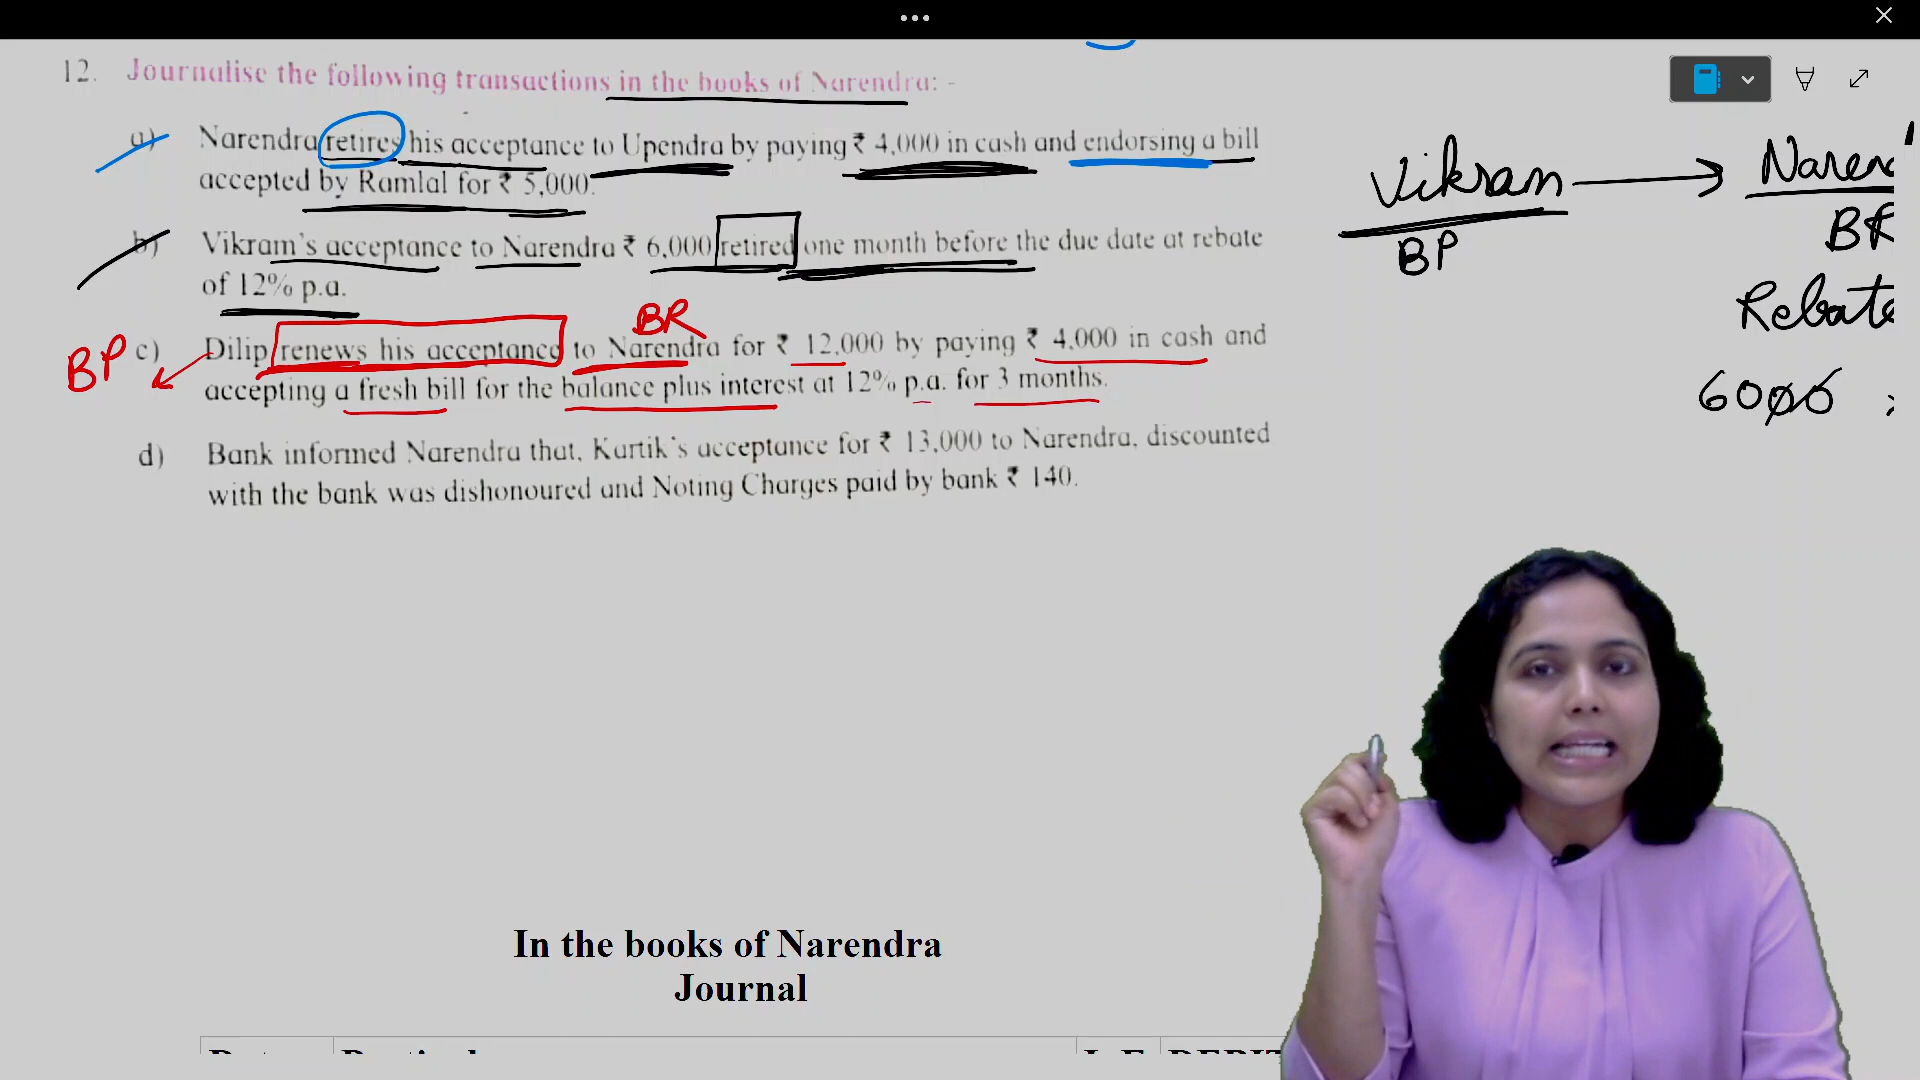 12. Journalise the following transactions in the books of Narendra: -
a) Narendra retires his acceptance to Upendra by paying ₹ 4,000 in cash and endorsing a bill
accepted by Ramlal for ₹ 5,000.
b) Vikram's acceptance to Narendra ₹ 6,000 retired one month before the due date at rebate
of 12% p.a.
BR
BP c) Dilip renews his acceptance to Narendra for ₹ 12,000 by paying ₹ 4,000 in cash and
accepting a fresh bill for the balance plus interest at 12% p.a. for 3 months.
d) Bank informed Narendra that, Kartik's acceptance for ₹ 13,000 to Narendra, discounted
with the bank was dishonoured and Noting Charges paid by bank ₹ 140.
Vikram → Naren
BP BR
Rebate
6000
In the books of Narendra
Journal